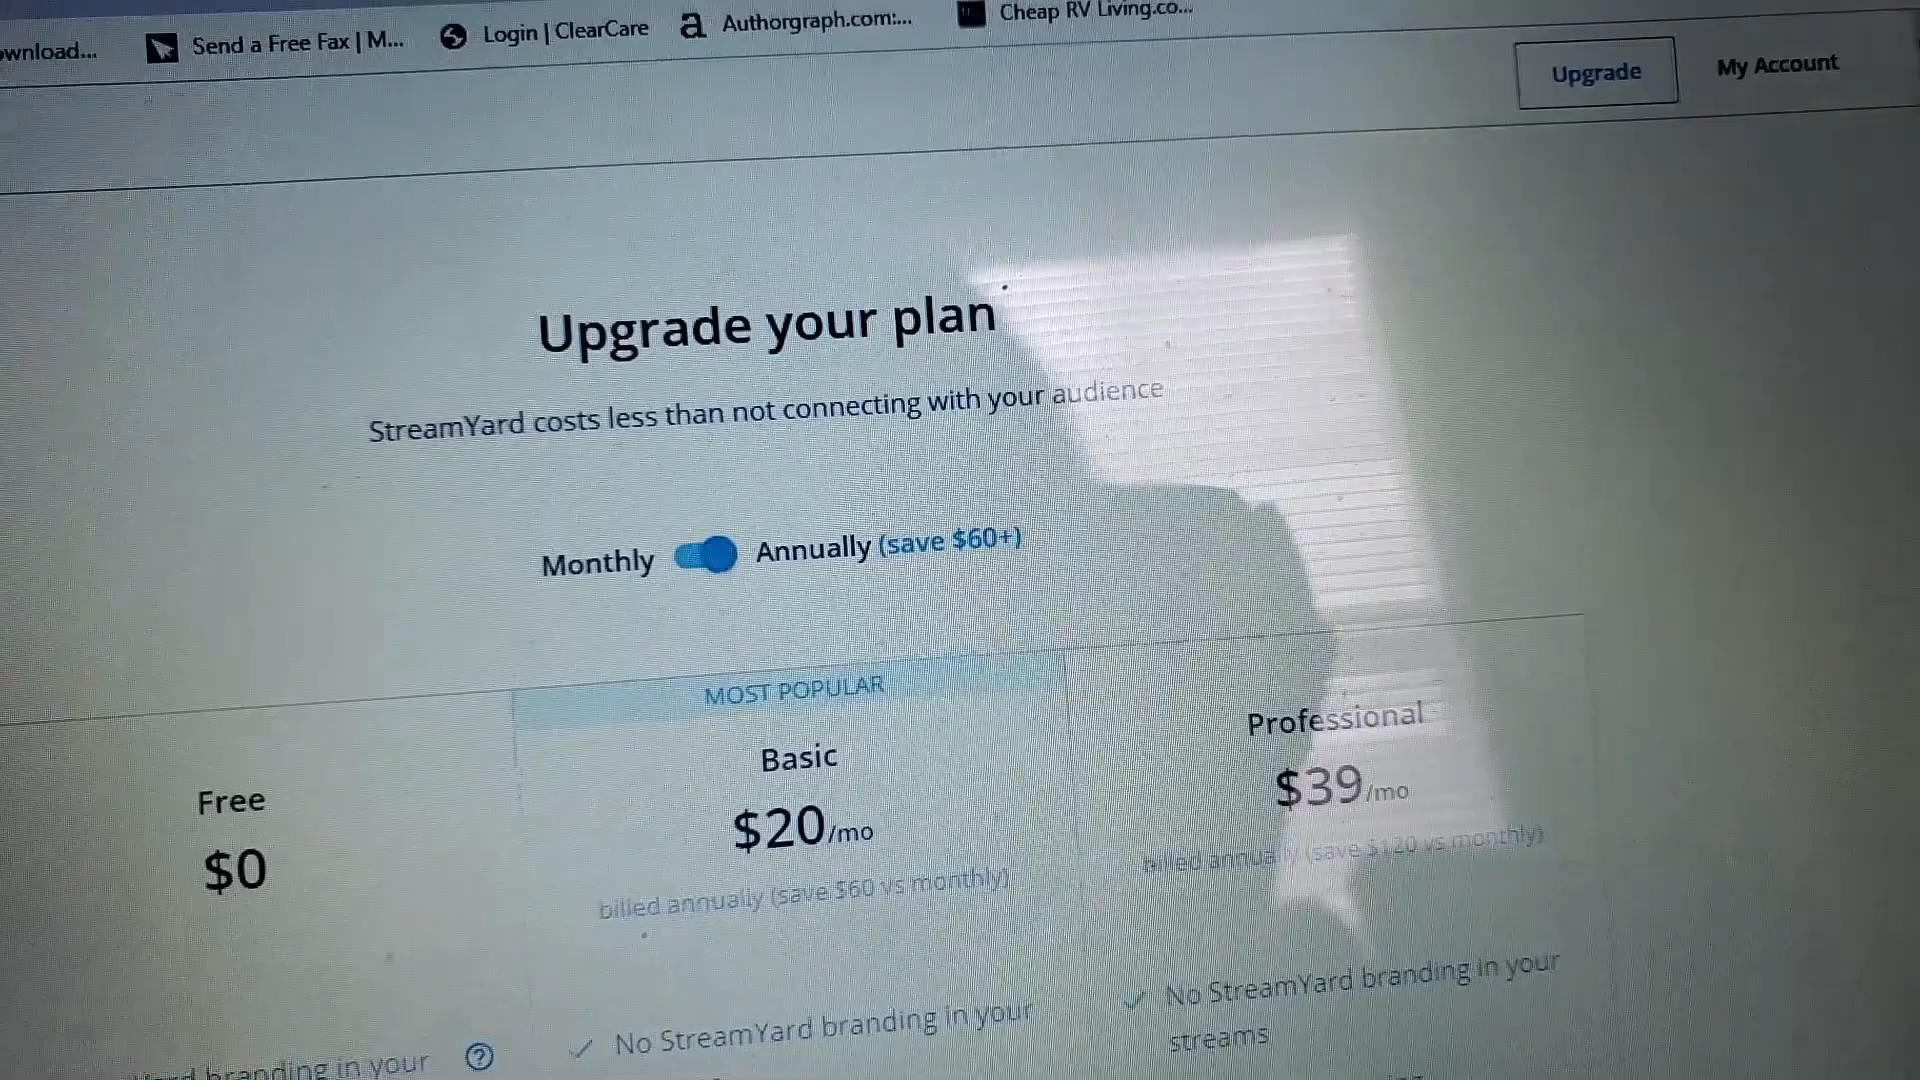 ownload...
Send a Free Fax | M...
Login | ClearCare
a Authorgraph.com:...
Cheap RV Living.co...
Upgrade
My Account
Upgrade your plan
StreamYard costs less than not connecting with your audience
Monthly
Annually (save $60+)
MOST POPULAR
Free
$0
Basic
$20/mo
billed annually (save $60 vs monthly)
Professional
$39/mo
billed annually (save $120 vs monthly)
branding in your
?
No StreamYard branding in your
No StreamYard branding in your
streams